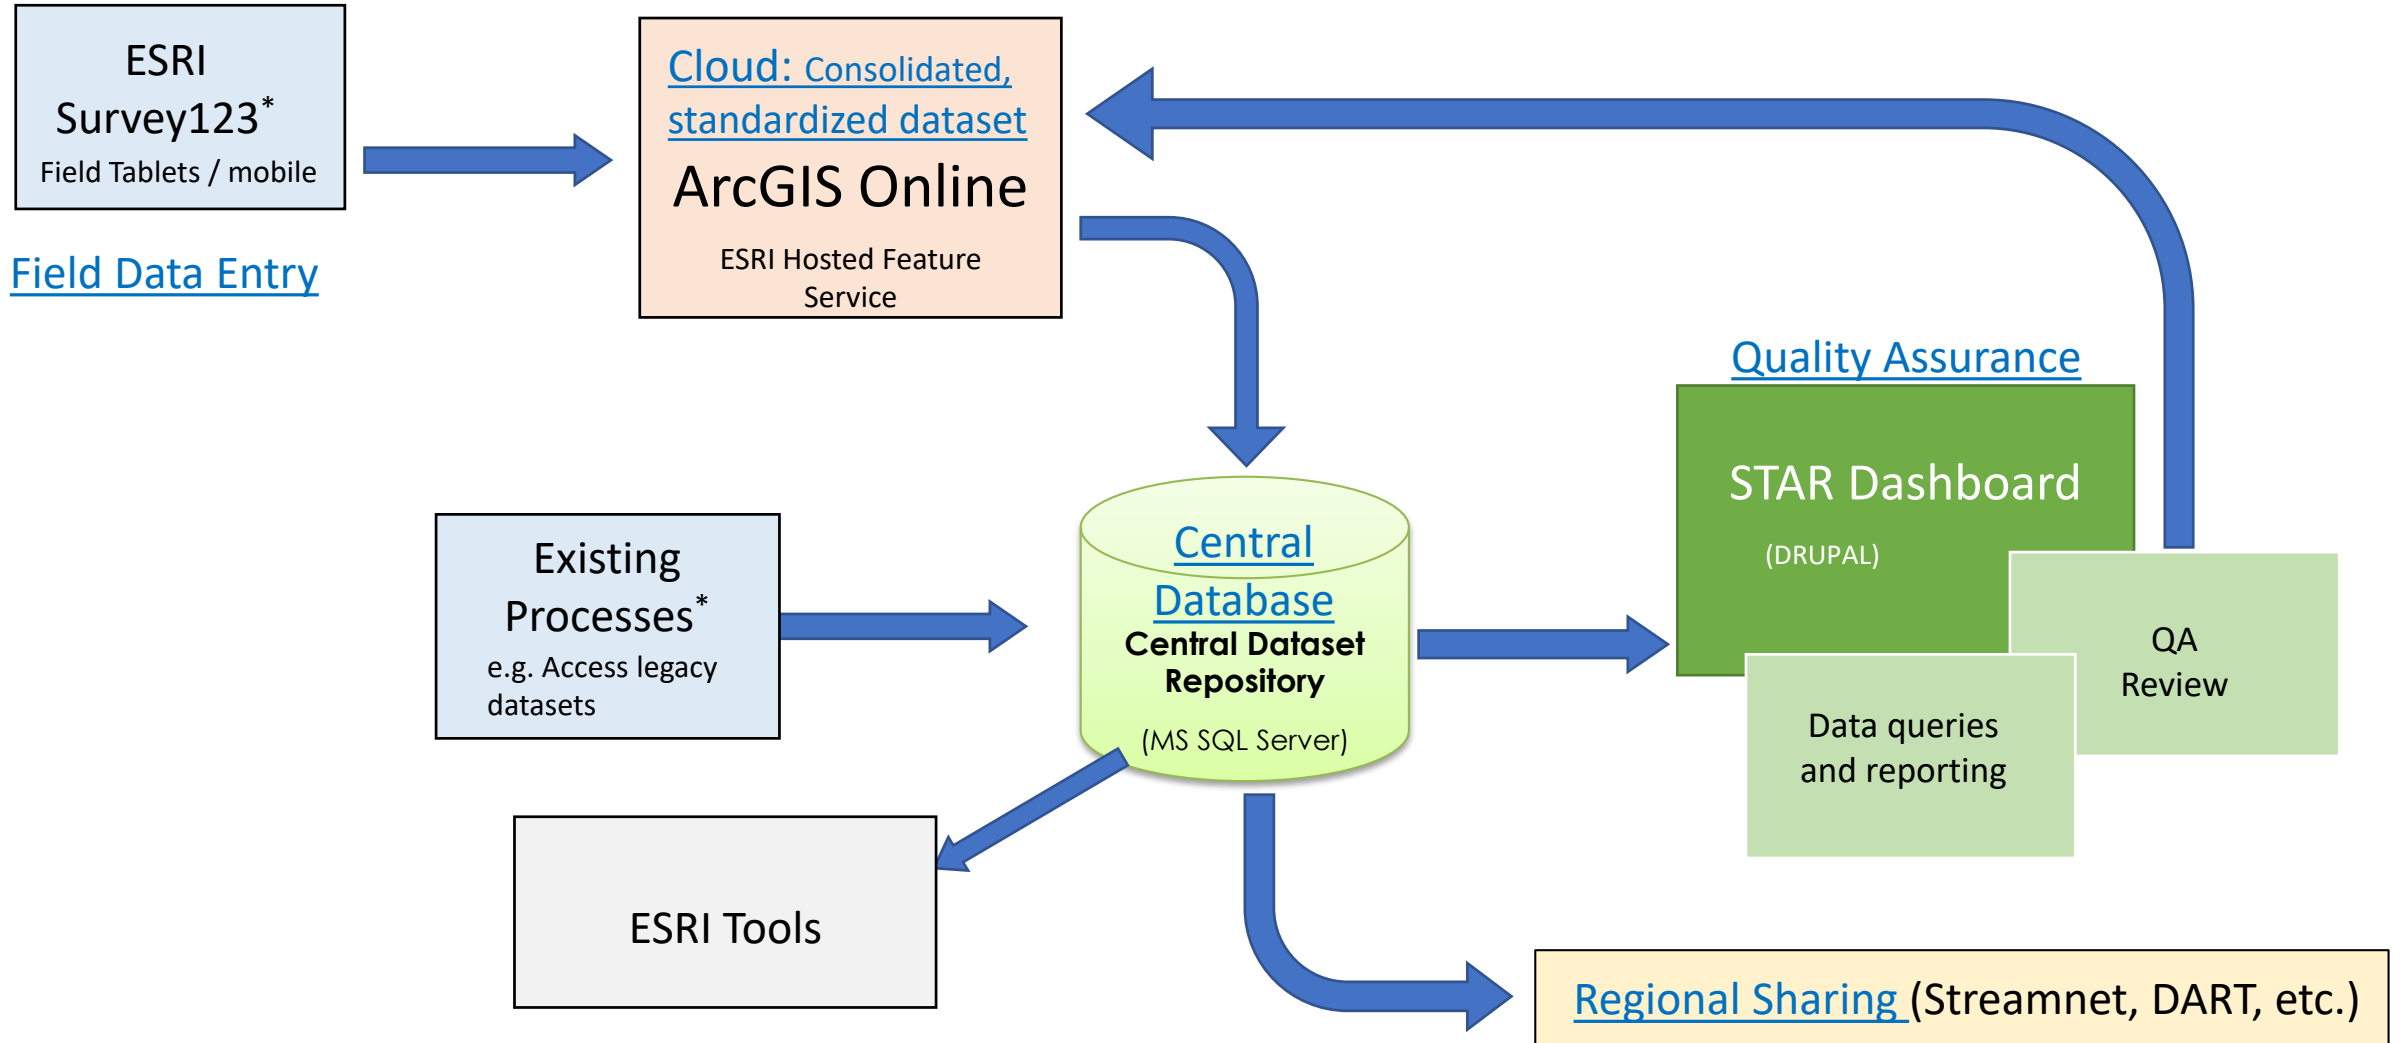 ESRI
Survey123*
Field Tablets / mobile
Field Data Entry
Cloud: Consolidated,
standardized dataset
ArcGIS Online
ESRI Hosted Feature
Service
Quality Assurance
STAR Dashboard
(DRUPAL)
QA
Review
Data queries
and reporting
Existing
Processes*
e.g. Access legacy
datasets
Central
Database
Central Dataset
Repository
(MS SQL Server)
ESRI Tools
Regional Sharing (Streamnet, DART, etc.)